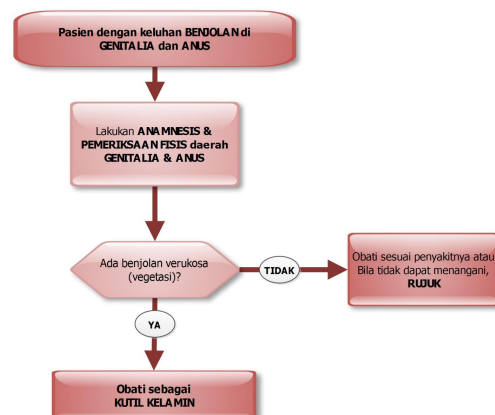 Pasien dengan keluhan BENJOLAN di
GENITALIA dan ANUS
Lakukan ANAMNESIS &
PEMERIKSAAN FISIS daerah
GENITALIA & ANUS
Ada benjolan verukosa
(vegetasi)?
TIDAK
Obati sesuai penyakitnya atau
Bila tidak dapat menangani,
RUJUK
YA
Obati sebagai
KUTIL KELAMIN